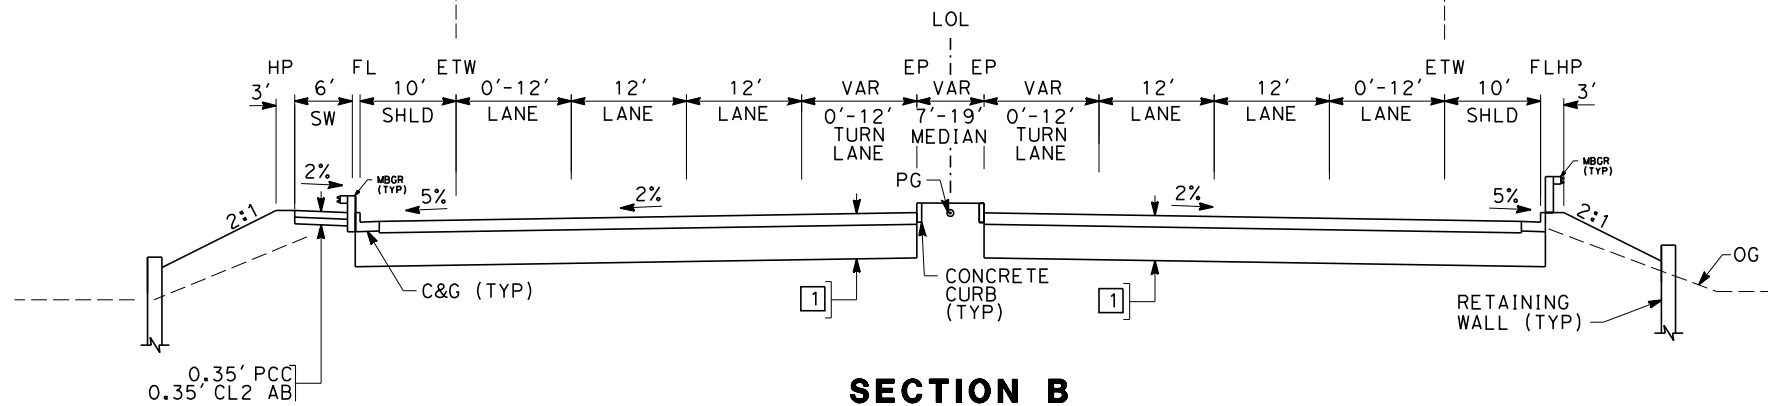 LOL
HP FL ETW EP EP ETW FL HP
3' 6' 10' 0'-12' 12' 12' VAR VAR VAR 12' 12' 0'-12' 10' 3'
SW SHLD LANE LANE LANE 0'-12' 7'-19' 0'-12' LANE LANE LANE SHLD
TURN MEDIAN TURN
LANE LANE
2% MBGR
(TYP) 5% 2% PG 2% 5% MBGR
(TYP)
2:1 2:1
OG
C&G (TYP) 1 CONCRETE
CURB
(TYP) 1 RETAINING
WALL (TYP)
0.35' PCC
0.35' CL2 AB
SECTION B